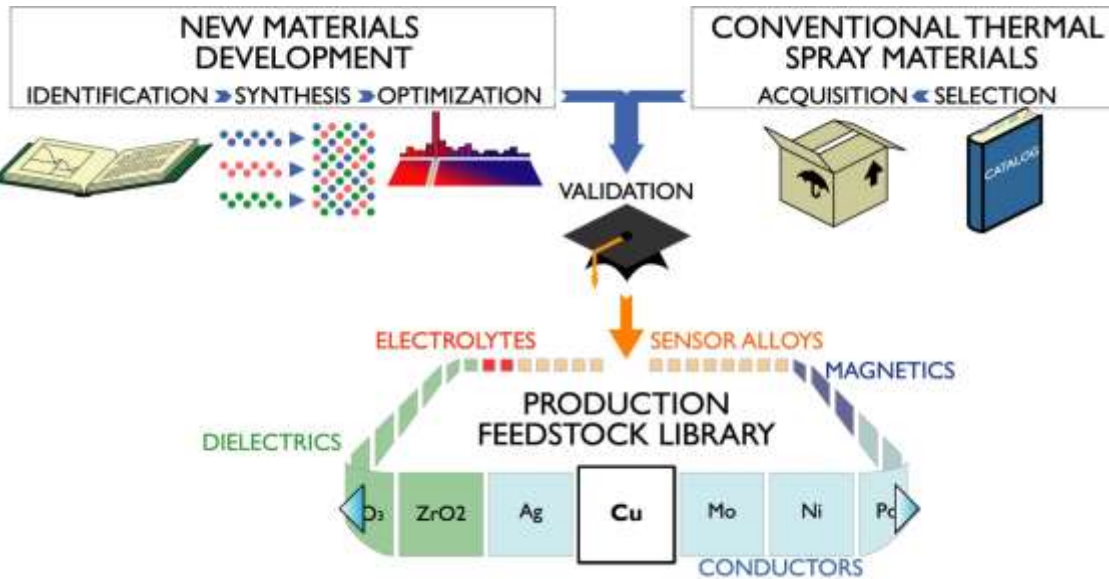 NEW MATERIALS
DEVELOPMENT
IDENTIFICATION SYNTHESIS OPTIMIZATION
CONVENTIONAL THERMAL
SPRAY MATERIALS
ACQUISITION SELECTION
CATALOG
VALIDATION
ELECTROLYTES
SENSOR ALLOYS
MAGNETICS
PRODUCTION
FEEDSTOCK LIBRARY
DIELECTRICS
O₃ ZrO2 Ag Cu Mo Ni
CONDUCTORS